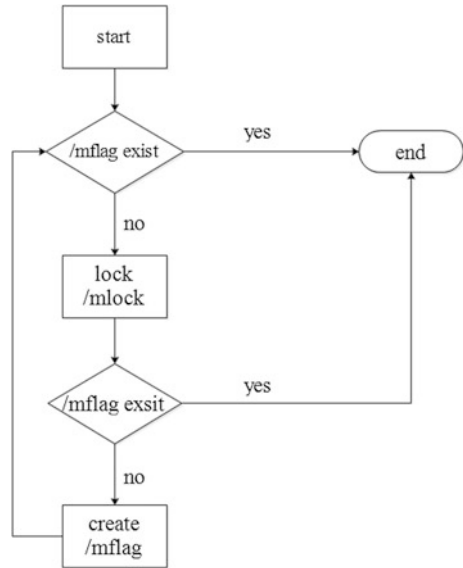 start
/mflag exist
yes
end
no
lock
/mlock
/mflag exsit
yes
no
create
/mflag